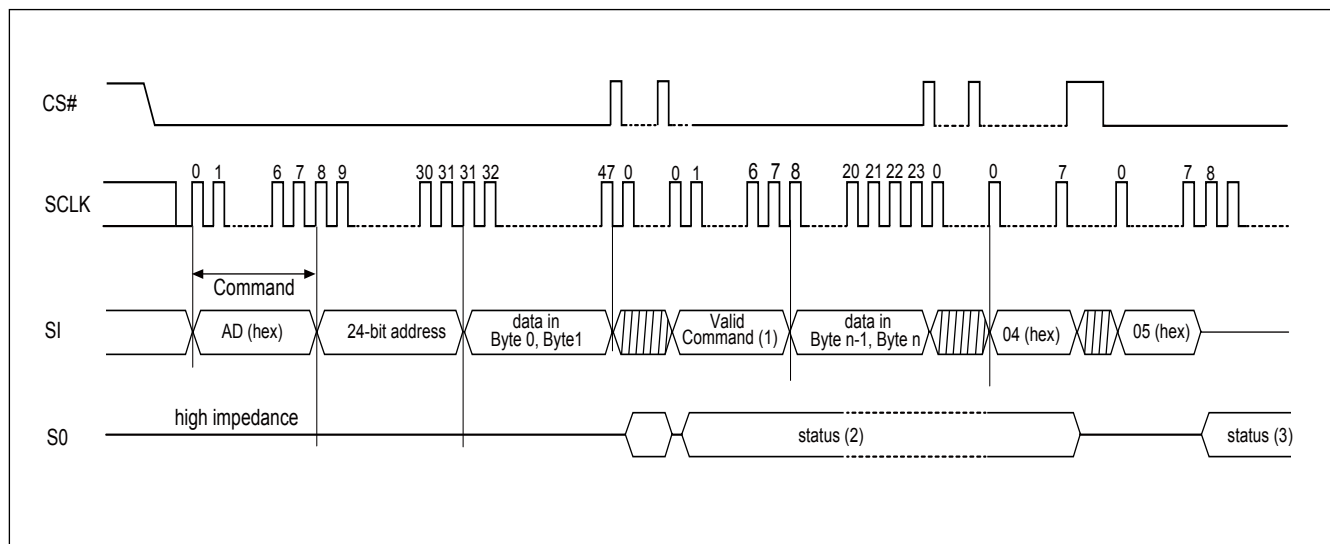 CS#
0 1 6 7 8 9 30 31 31 32 47 0 0 1 6 7 8 20 21 22 23 0 0 7 0 7 8
SCLK
Command
SI
AD (hex)
24-bit address
data in
Byte 0, Byte1
Valid
Command (1)
data in
Byte n-1, Byte n
04 (hex)
05 (hex)
high impedance
S0
status (2)
status (3)